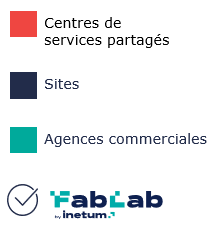 Centres de
services partagés
Sites
Agences commerciales
FabLab
by inetum.